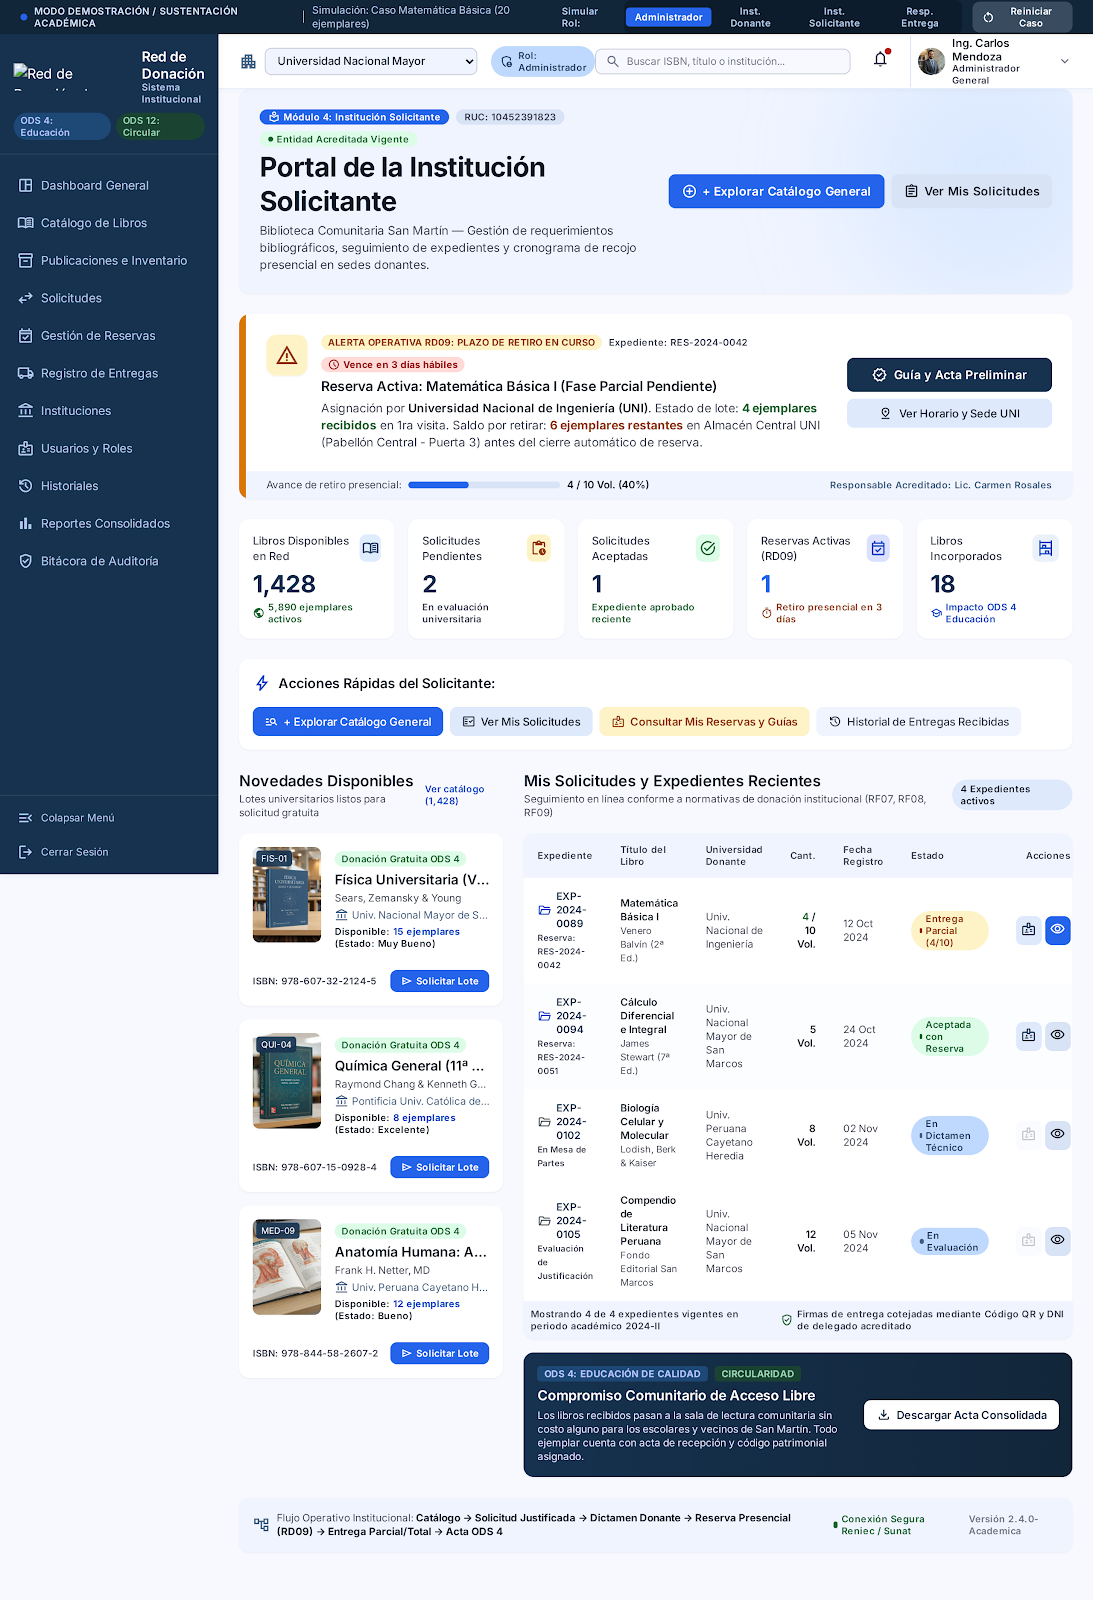 MODO DEMOSTRACIÓN / SUSTENTACIÓN ACADÉMICA
Simulación: Caso Matemática Básica (20 ejemplares)
Simular Rol:
Administrador
Inst. Donante
Inst. Solicitante
Resp. Entrega
Reiniciar Caso
Red de
Red de Donación
Sistema Institucional
ODS 4: Educación
ODS 12: Circular
Dashboard General
Catálogo de Libros
Publicaciones e Inventario
Solicitudes
Gestión de Reservas
Registro de Entregas
Instituciones
Usuarios y Roles
Historiales
Reportes Consolidados
Bitácora de Auditoría
Colapsar Menú
Cerrar Sesión
Universidad Nacional Mayor
Rol: Administrador
Buscar ISBN, título o institución...
Ing. Carlos Mendoza
Administrador General
Módulo 4: Institución Solicitante
RUC: 10452391823
Entidad Acreditada Vigente
Portal de la Institución
Solicitante
Biblioteca Comunitaria San Martín — Gestión de requerimientos
bibliográficos, seguimiento de expedientes y cronograma de recojo
presencial en sedes donantes.
+ Explorar Catálogo General
Ver Mis Solicitudes
ALERTA OPERATIVA RD09: PLAZO DE RETIRO EN CURSO
Expediente: RES-2024-0042
Vence en 3 días hábiles
Reserva Activa: Matemática Básica I (Fase Parcial Pendiente)
Asignación por Universidad Nacional de Ingeniería (UNI). Estado de lote: 4 ejemplares
recibidos en 1ra visita. Saldo por retirar: 6 ejemplares restantes en Almacén Central UNI
(Pabellón Central - Puerta 3) antes del cierre automático de reserva.
Guía y Acta Preliminar
Ver Horario y Sede UNI
Avance de retiro presencial:
4 / 10 Vol. (40%)
Responsable Acreditado: Lic. Carmen Rosales
Libros Disponibles en Red
1,428
5,890 ejemplares activos
Solicitudes Pendientes
2
En evaluación universitaria
Solicitudes Aceptadas
1
Expediente aprobado reciente
Reservas Activas (RD09)
1
Retiro presencial en 3 días
Libros Incorporados
18
Impacto ODS 4 Educación
Acciones Rápidas del Solicitante:
+ Explorar Catálogo General
Ver Mis Solicitudes
Consultar Mis Reservas y Guías
Historial de Entregas Recibidas
Novedades Disponibles
Lotes universitarios listos para solicitud gratuita
Ver catálogo (1,428)
FIS-01
Donación Gratuita ODS 4
Física Universitaria (V...
Sears, Zemansky & Young
Univ. Nacional Mayor de S...
Disponible: 15 ejemplares
(Estado: Muy Bueno)
ISBN: 978-607-32-2124-5
Solicitar Lote
QUI-04
QUÍMICA GENERAL
Donación Gratuita ODS 4
Química General (11ª ...
Raymond Chang & Kenneth G...
Pontificia Univ. Católica de...
Disponible: 8 ejemplares
(Estado: Excelente)
ISBN: 978-607-15-0928-4
Solicitar Lote
MED-09
Donación Gratuita ODS 4
Anatomía Humana: A...
Frank H. Netter, MD
Univ. Peruana Cayetano H...
Disponible: 12 ejemplares
(Estado: Bueno)
ISBN: 978-844-58-2607-2
Solicitar Lote
Mis Solicitudes y Expedientes Recientes
Seguimiento en línea conforme a normativas de donación institucional (RF07, RF08, RF09)
4 Expedientes activos
Expediente
Título del Libro
Universidad Donante
Cant.
Fecha Registro
Estado
Acciones
EXP-2024-0089
Reserva: RES-2024-0042
Matemática Básica I
Venero Balvin (2ª Ed.)
Univ. Nacional de Ingeniería
4 / 10 Vol.
12 Oct 2024
Entrega Parcial (4/10)
EXP-2024-0094
Reserva: RES-2024-0051
Cálculo Diferencial e Integral
James Stewart (7ª Ed.)
Univ. Nacional Mayor de San Marcos
5 Vol.
24 Oct 2024
Aceptada con Reserva
EXP-2024-0102
En Mesa de Partes
Biología Celular y Molecular
Lodish, Berk & Kaiser
Univ. Peruana Cayetano Heredia
8 Vol.
02 Nov 2024
En Dictamen Técnico
EXP-2024-0105
Evaluación de Justificación
Compendio de Literatura Peruana
Fondo Editorial San Marcos
Univ. Nacional Mayor de San Marcos
12 Vol.
05 Nov 2024
En Evaluación
Mostrando 4 de 4 expedientes vigentes en periodo académico 2024-II
Firmas de entrega cotejadas mediante Código QR y DNI de delegado acreditado
ODS 4: EDUCACIÓN DE CALIDAD
CIRCULARIDAD
Compromiso Comunitario de Acceso Libre
Los libros recibidos pasan a la sala de lectura comunitaria sin
costo alguno para los escolares y vecinos de San Martín. Todo
ejemplar cuenta con acta de recepción y código patrimonial
asignado.
Descargar Acta Consolidada
Flujo Operativo Institucional: Catálogo → Solicitud Justificada → Dictamen Donante → Reserva Presencial
(RD09) → Entrega Parcial/Total → Acta ODS 4
Conexión Segura Reniec / Sunat
Versión 2.4.0-Academica